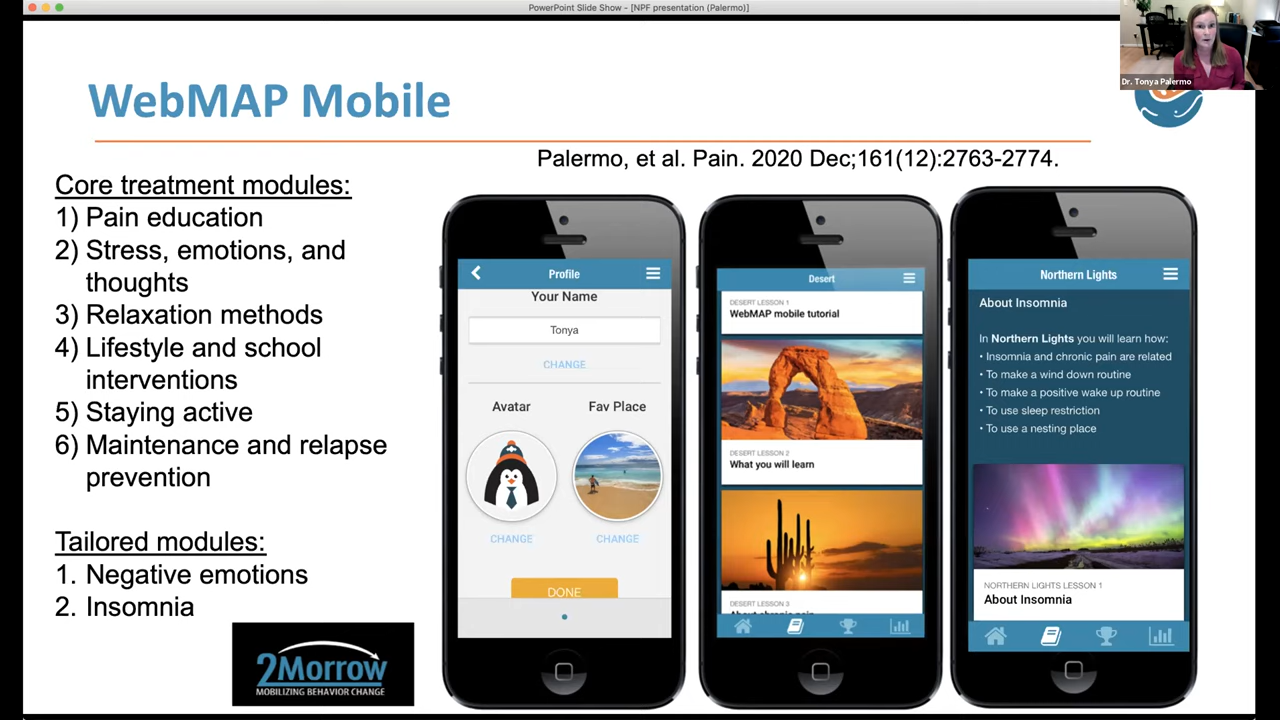 PowerPoint Slide Show - [NPF presentation (Palermo)]
Dr. Tonya Palermo
WebMAP Mobile
Palermo, et al. Pain. 2020 Dec;161(12):2763-2774.
Core treatment modules:
1) Pain education
2) Stress, emotions, and
thoughts
3) Relaxation methods
4) Lifestyle and school
interventions
5) Staying active
6) Maintenance and relapse
prevention
Tailored modules:
1. Negative emotions
2. Insomnia
2Morrow
MOBILIZING BEHAVIOR CHANGE
Profile
Your Name
Tonya
CHANGE
Avatar
Fav Place
CHANGE
CHANGE
DONE
Desert
DESERT LESSON 1
WebMAP mobile tutorial
DESERT LESSON 2
What you will learn
DESERT LESSON 3
About chronic pain
Northern Lights
About Insomnia
In Northern Lights you will learn how:
• Insomnia and chronic pain are related
• To make a wind down routine
• To make a positive wake up routine
• To use sleep restriction
• To use a nesting place
NORTHERN LIGHTS LESSON 1
About Insomnia